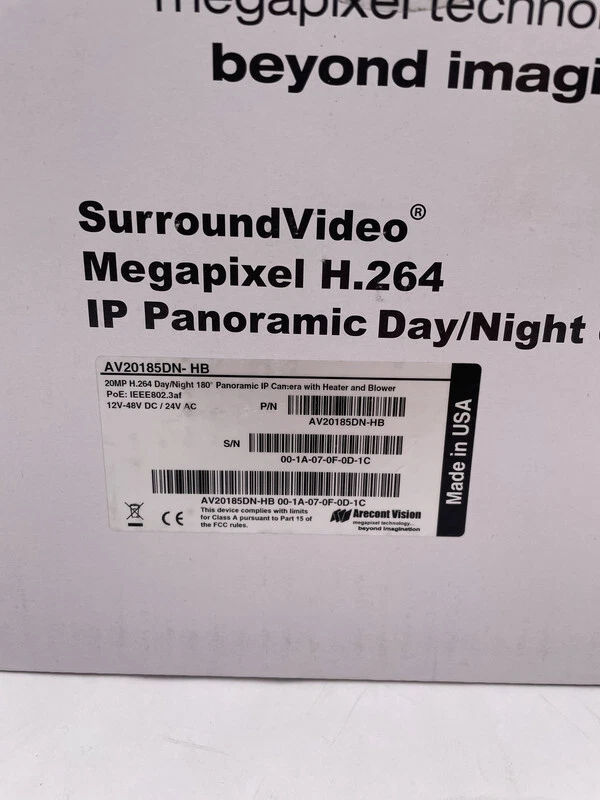 megapixel techno
beyond imagi
SurroundVideo®
Megapixel H.264
IP Panoramic Day/Night
AV20185DN- HB
20MP H.264 Day/Night 180° Panoramic IP Camera with Heater and Blower
PoE: IEEE802.3af
12V-48V DC / 24V AC
P/N
AV20185DN-HB
S/N
00-1A-07-0F-0D-1C
AV20185DN-HB 00-1A-07-0F-0D-1C
This device complies with limits
for Class A pursuant to Part 15 of
the FCC rules.
CE
Arecont Vision
megapixel technology...
beyond imagination
Made in USA